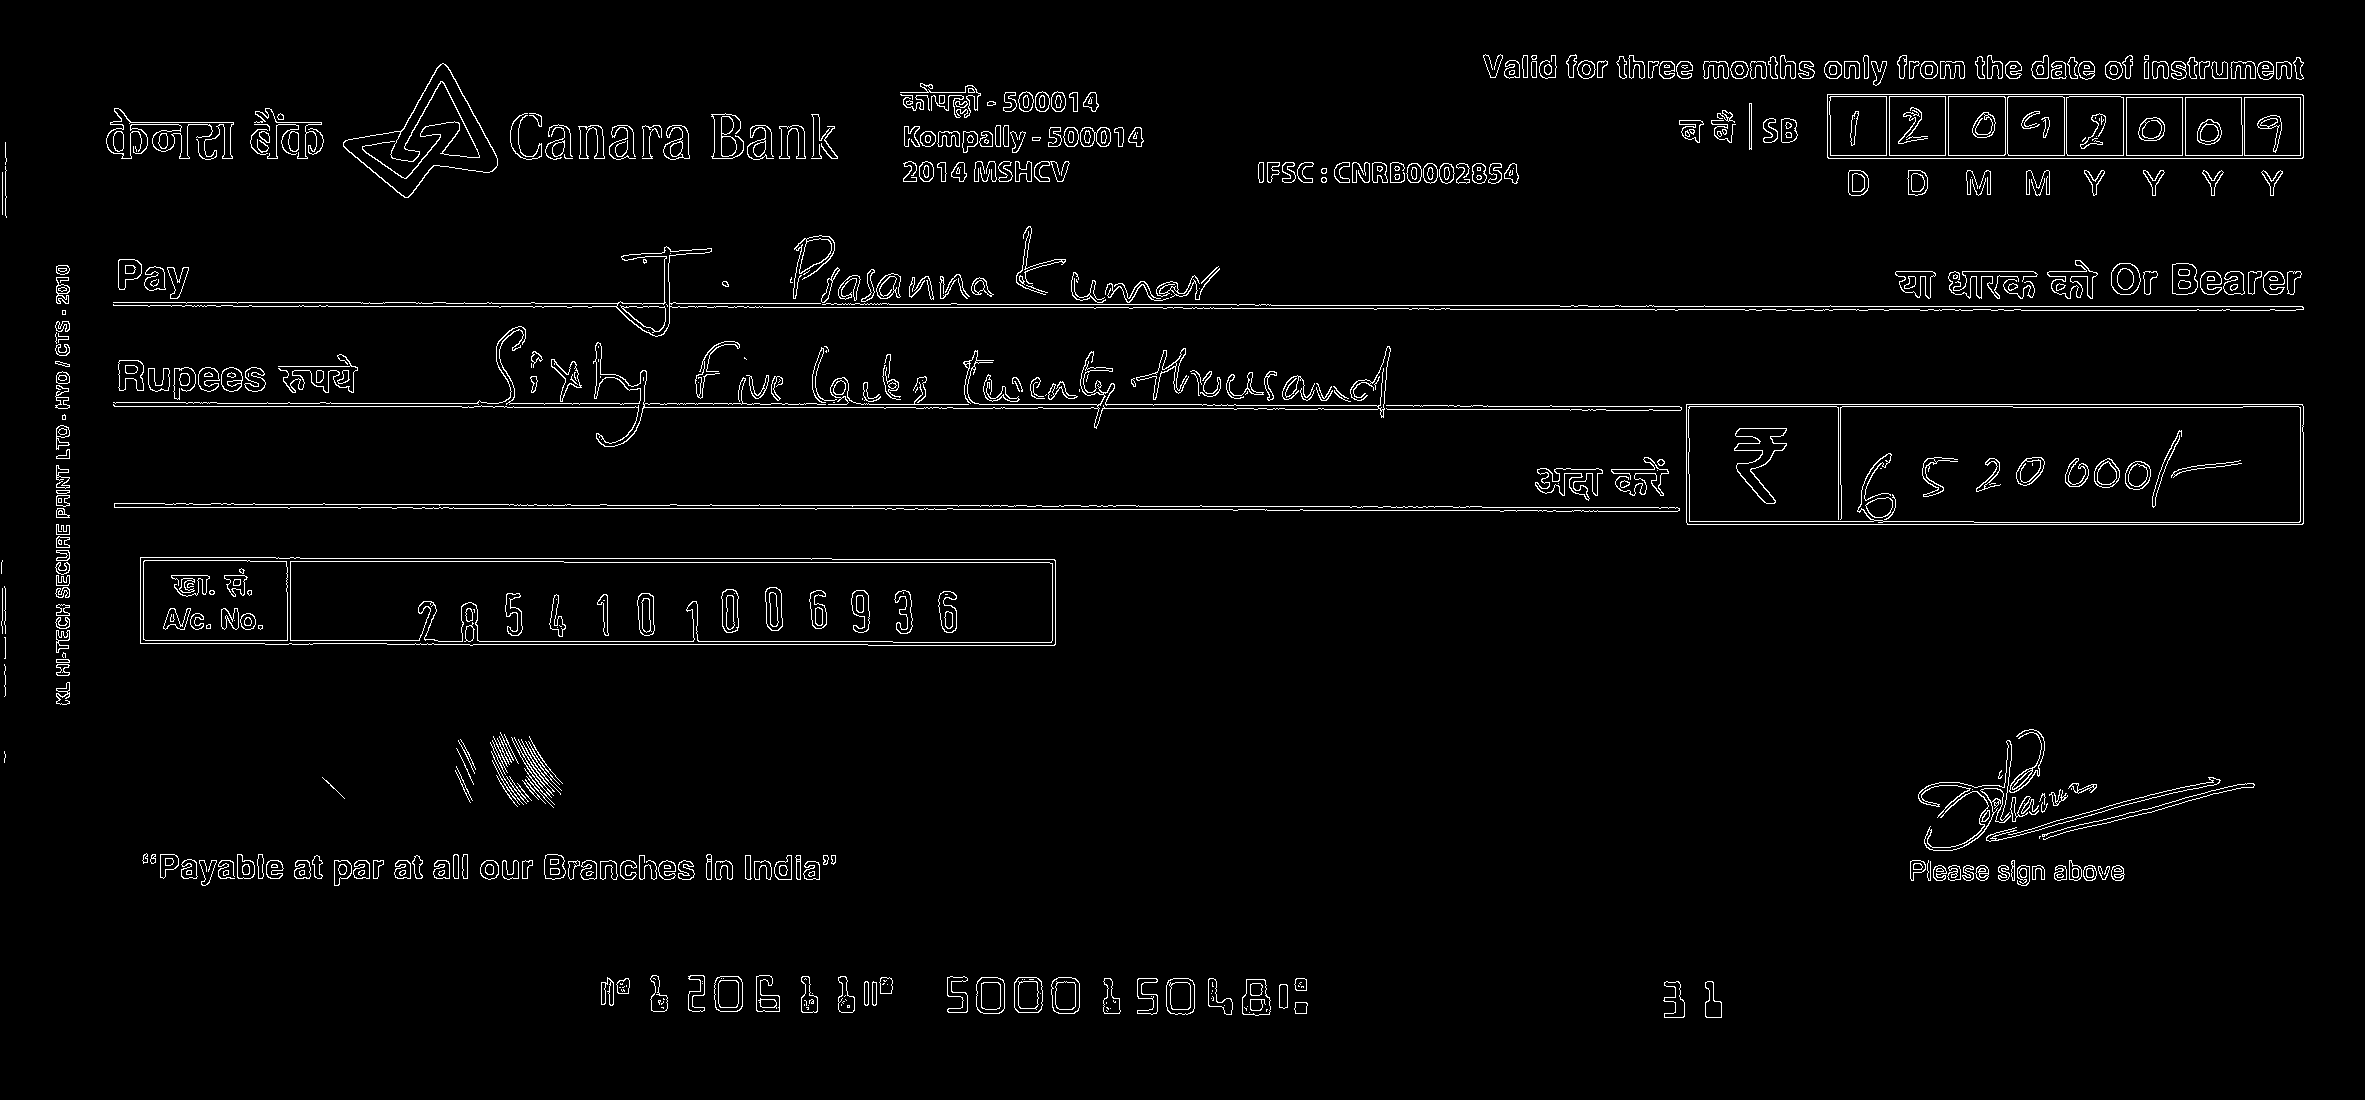 Valid for three months only from the date of instrument
केनरा बैंक Canara Bank
कोंपल्ली - 500014
Kompally - 500014
2014 MSHCV
IFSC : CNRB0002854
ब बैं | SB 1 2 0 9 2 0 0 9
D D M M Y Y Y Y
Pay J. Prasanna Kumar या धारक को Or Bearer
Rupees रुपये Sixty five lacks twenty thousand
अदा करें ₹ 6520000/-
खा. सं.
A/c. No. 2854101006936
KL HI-TECH SECURE PRINT LTD - HYD / CTS - 2010
Please sign above
“Payable at par at all our Branches in India”
⑈120611⑈ 500015048⑆ 31